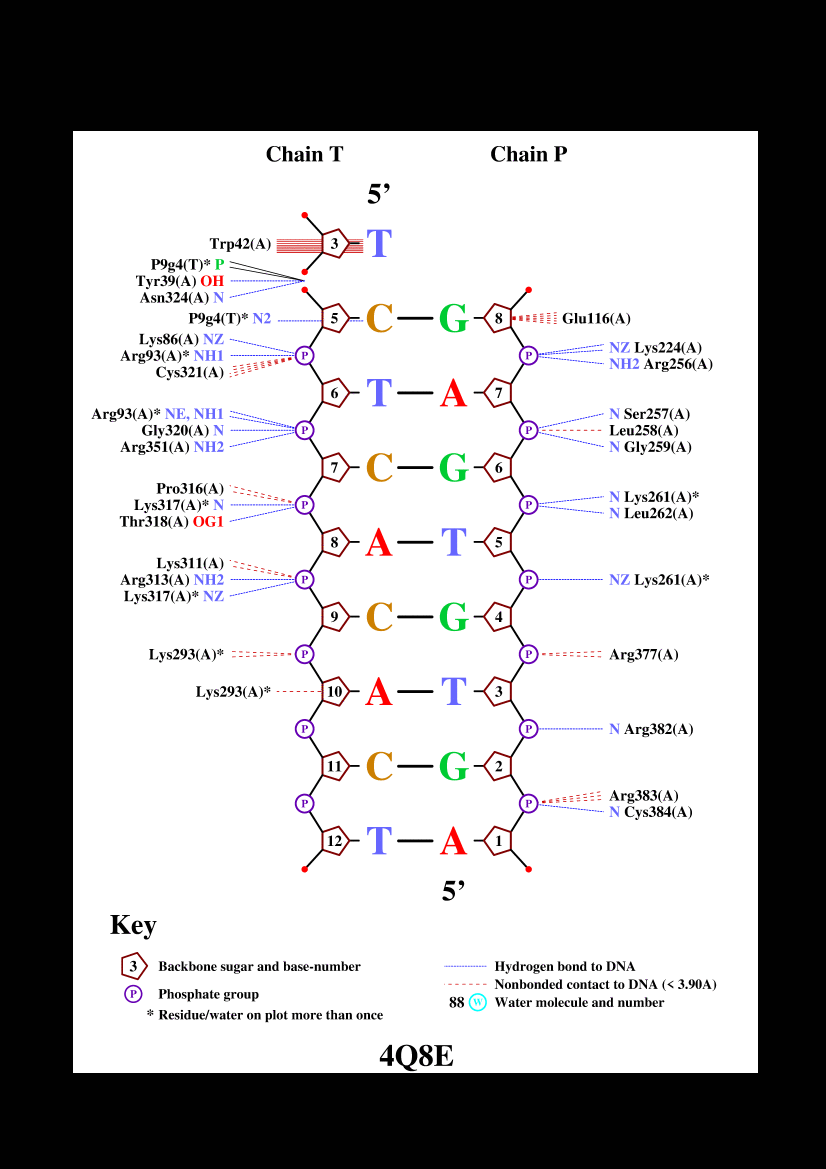 Chain T Chain P
5’
Trp42(A) 3 T
P9g4(T)* P
Tyr39(A) OH
Asn324(A) N
P9g4(T)* N2 5 C G 8 Glu116(A)
Lys86(A) NZ
NZ Lys224(A)
Arg93(A)* NH1 P P
NH2 Arg256(A)
Cys321(A)
6 T A 7
Arg93(A)* NE, NH1 N Ser257(A)
Gly320(A) N P P Leu258(A)
Arg351(A) NH2 N Gly259(A)
7 C G 6
Pro316(A)
N Lys261(A)*
Lys317(A)* N P P
N Leu262(A)
Thr318(A) OG1
8 A T 5
Lys311(A)
Arg313(A) NH2 P P NZ Lys261(A)*
Lys317(A)* NZ
9 C G 4
Lys293(A)* P P Arg377(A)
Lys293(A)* 10 A T 3
P P N Arg382(A)
11 C G 2
Arg383(A)
P P
N Cys384(A)
12 T A 1
5’
Key
3 Backbone sugar and base-number Hydrogen bond to DNA
Nonbonded contact to DNA (< 3.90A)
P Phosphate group 88 W Water molecule and number
* Residue/water on plot more than once
4Q8E